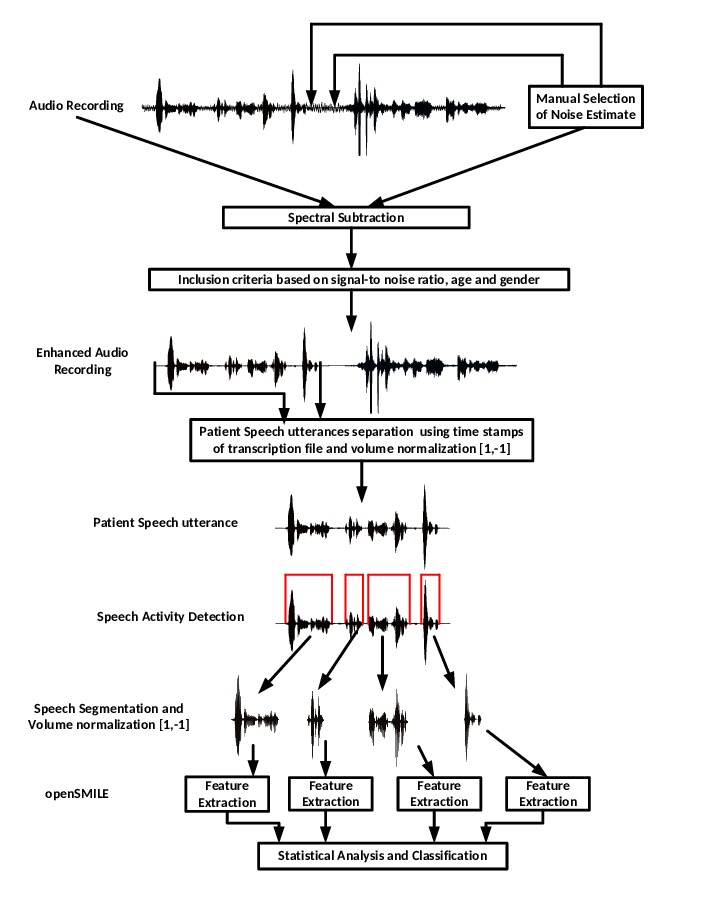 Audio Recording
Manual Selection
of Noise Estimate
Spectral Subtraction
Inclusion criteria based on signal-to noise ratio, age and gender
Enhanced Audio
Recording
Patient Speech utterances separation using time stamps
of transcription file and volume normalization [1,-1]
Patient Speech utterance
Speech Activity Detection
Speech Segmentation and
Volume normalization [1,-1]
openSMILE
Feature
Extraction
Feature
Extraction
Feature
Extraction
Feature
Extraction
Statistical Analysis and Classification